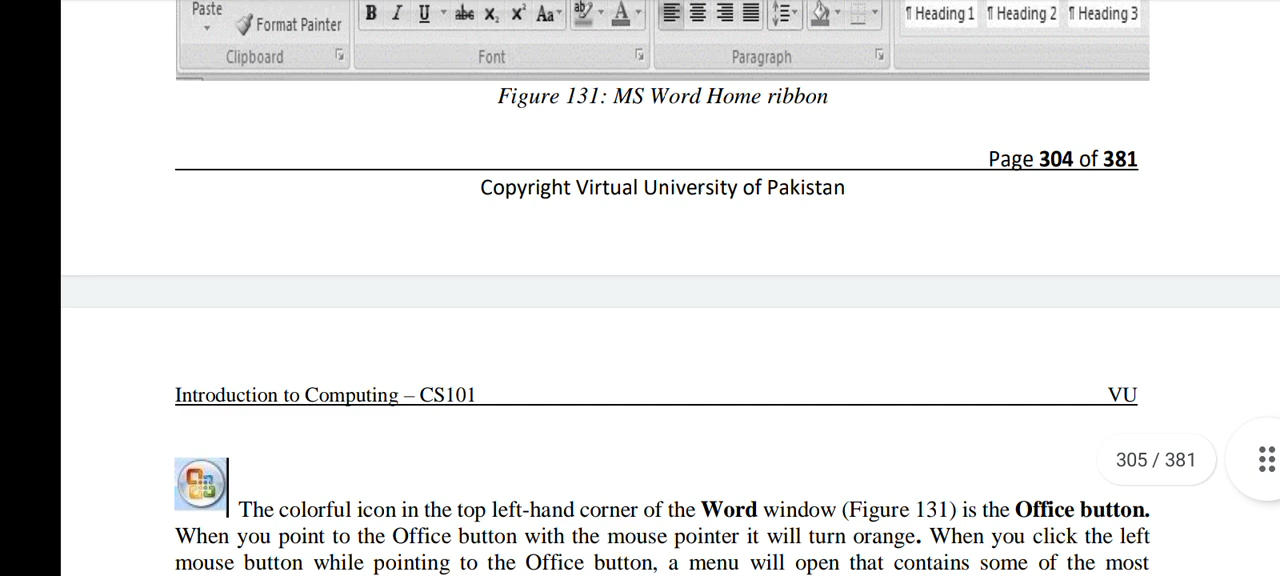 Paste
Format Painter
B I U abc X₂ X² Aa ab A
¶ Heading 1 ¶ Heading 2 ¶ Heading 3
Clipboard Font Paragraph
Figure 131: MS Word Home ribbon
Page 304 of 381
Copyright Virtual University of Pakistan
Introduction to Computing – CS101 VU
305 / 381
The colorful icon in the top left-hand corner of the Word window (Figure 131) is the Office button.
When you point to the Office button with the mouse pointer it will turn orange. When you click the left
mouse button while pointing to the Office button, a menu will open that contains some of the most